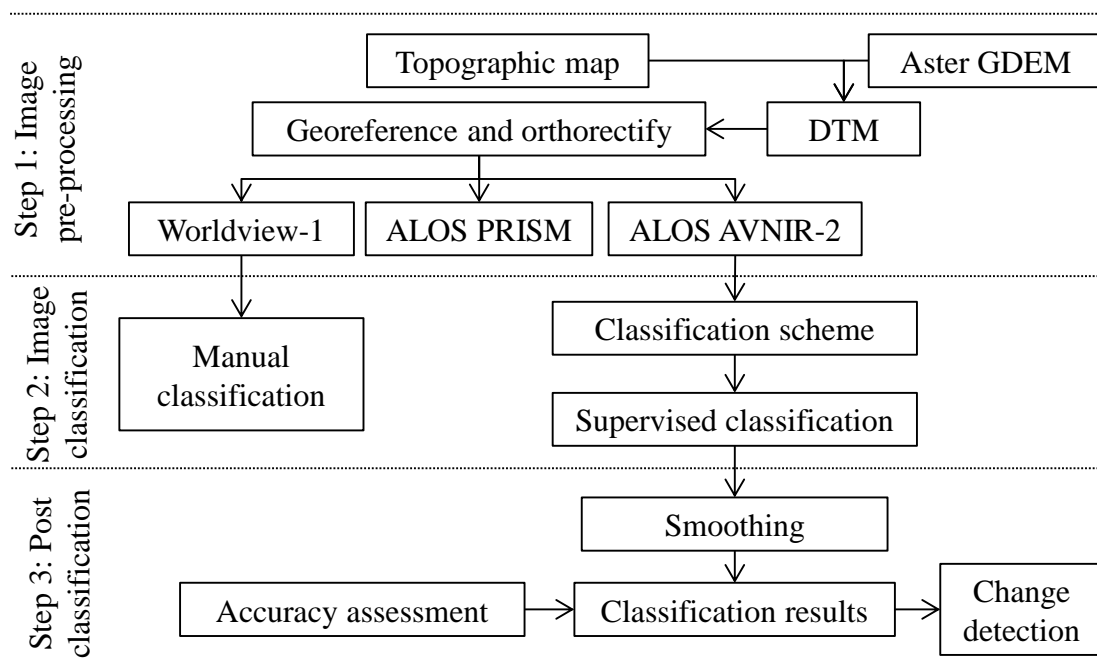 Step 1: Image
pre-processing
Topographic map
Aster GDEM
Georeference and orthorectify
DTM
Worldview-1
ALOS PRISM
ALOS AVNIR-2
Step 2: Image
classification
Manual
classification
Classification scheme
Supervised classification
Step 3: Post
classification
Smoothing
Accuracy assessment
Classification results
Change
detection